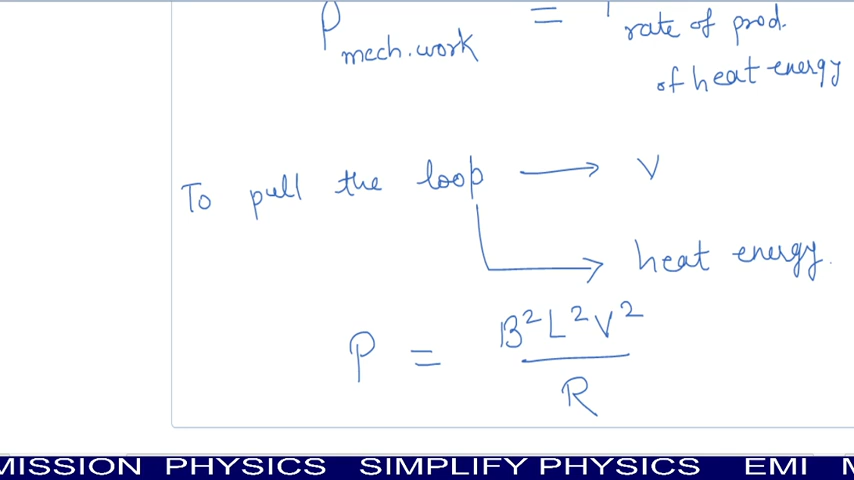 P mech.work =
rate of prod.
of heat energy
To pull the loop → V
heat energy.
P = B²L²V² / R
MISSION PHYSICS SIMPLIFY PHYSICS EMI